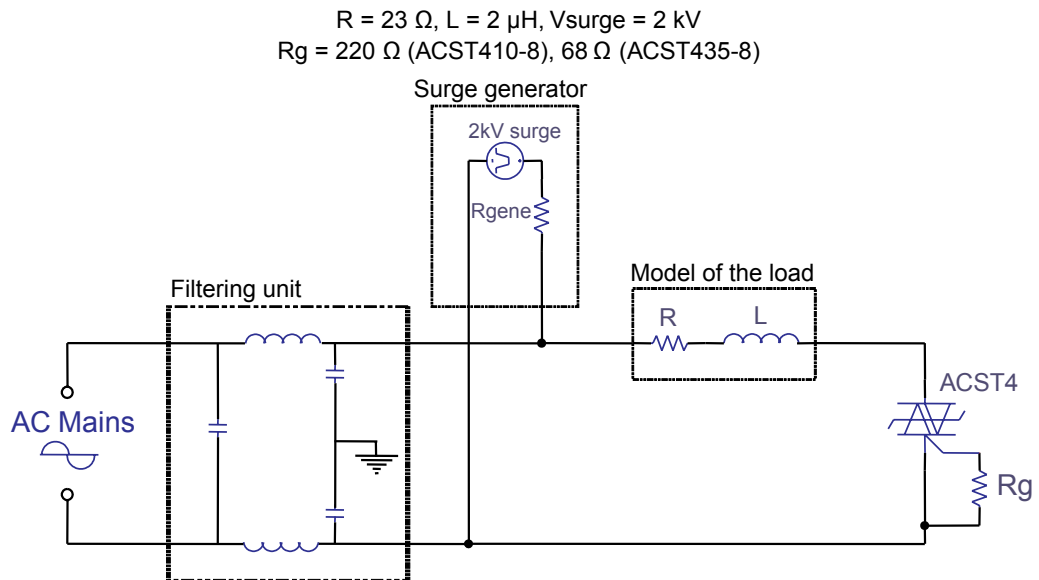 R = 23 Ω, L = 2 µH, Vsurge = 2 kV
Rg = 220 Ω (ACST410-8), 68 Ω (ACST435-8)
Surge generator
2kV surge
Rgene
Model of the load
Filtering unit
R
L
ACST4
AC Mains
Rg